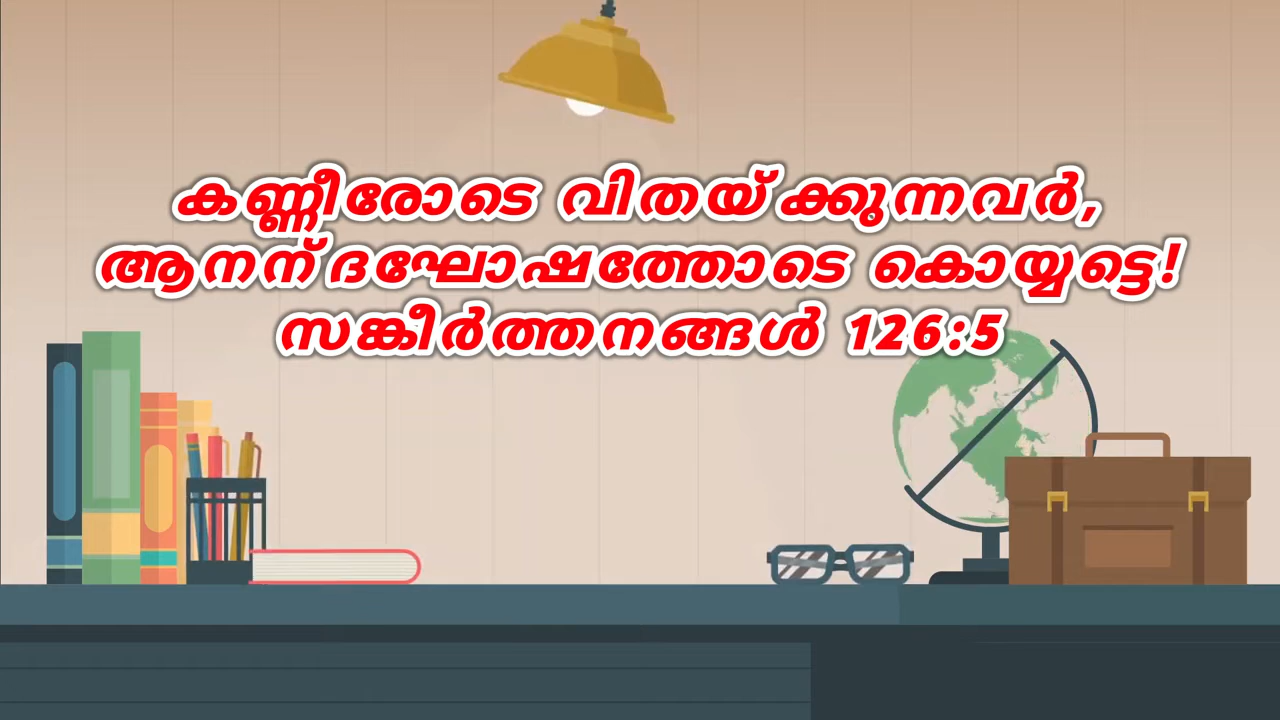 കണ്ണീരോടെ വിതയ്ക്കുന്നവർ,
ആനന്ദഘോഷത്തോടെ കൊയ്യട്ടെ!
സങ്കീർത്തനങ്ങൾ 126:5